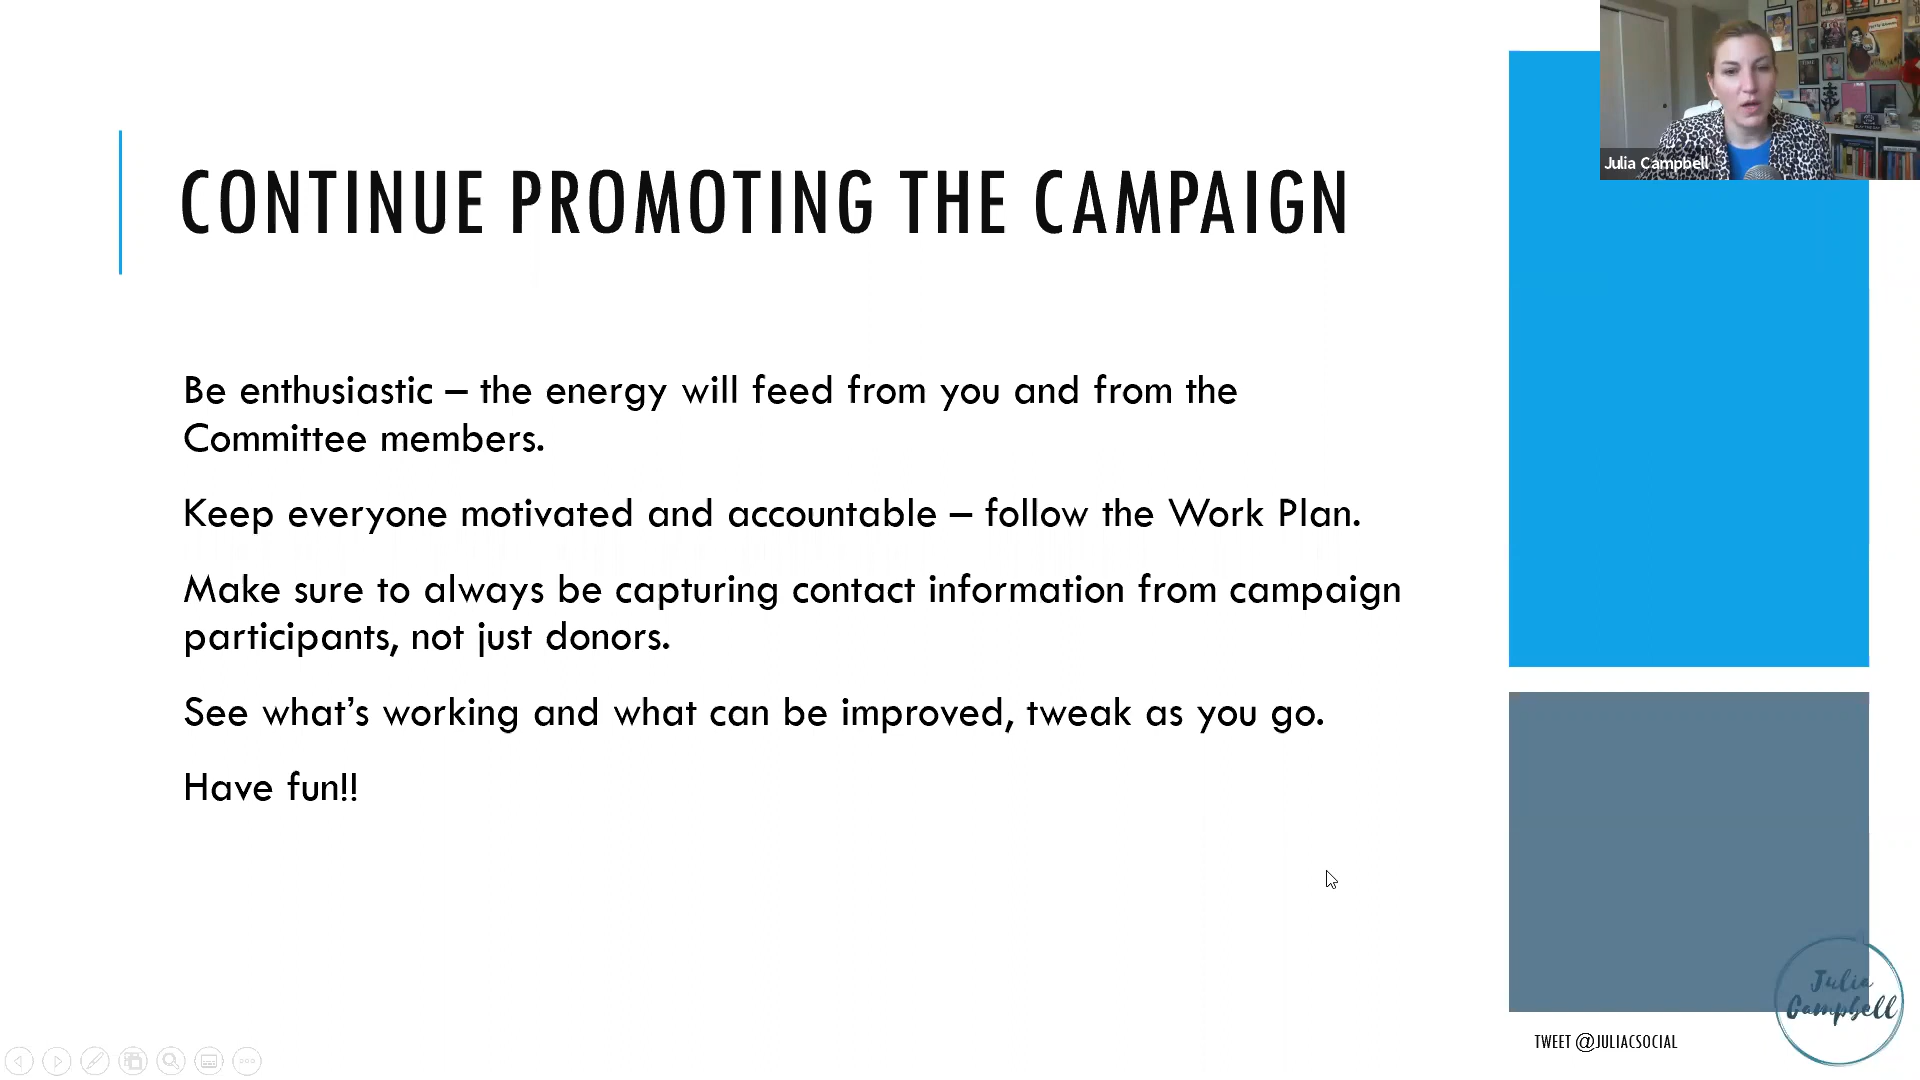 Julia Campbell
CONTINUE PROMOTING THE CAMPAIGN
Be enthusiastic – the energy will feed from you and from the
Committee members.
Keep everyone motivated and accountable – follow the Work Plan.
Make sure to always be capturing contact information from campaign
participants, not just donors.
See what’s working and what can be improved, tweak as you go.
Have fun!!
Julia
Campbell
TWEET @JULIACSOCIAL